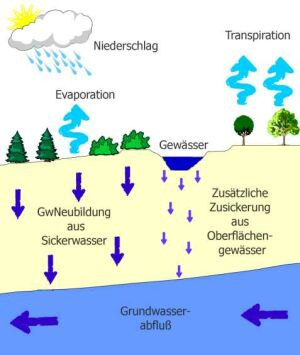 Niederschlag
Transpiration
Evaporation
Gewässer
GwNeubildung
aus
Sickerwasser
Zusätzliche
Zusickerung
aus
Oberflächen-
gewässer
Grundwasser-
abfluß